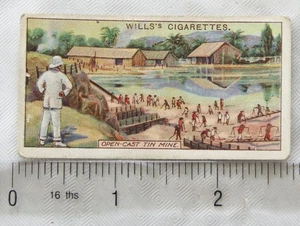 WILLS'S CIGARETTES.
OPEN-CAST TIN MINE.
0 16 ths 1 2